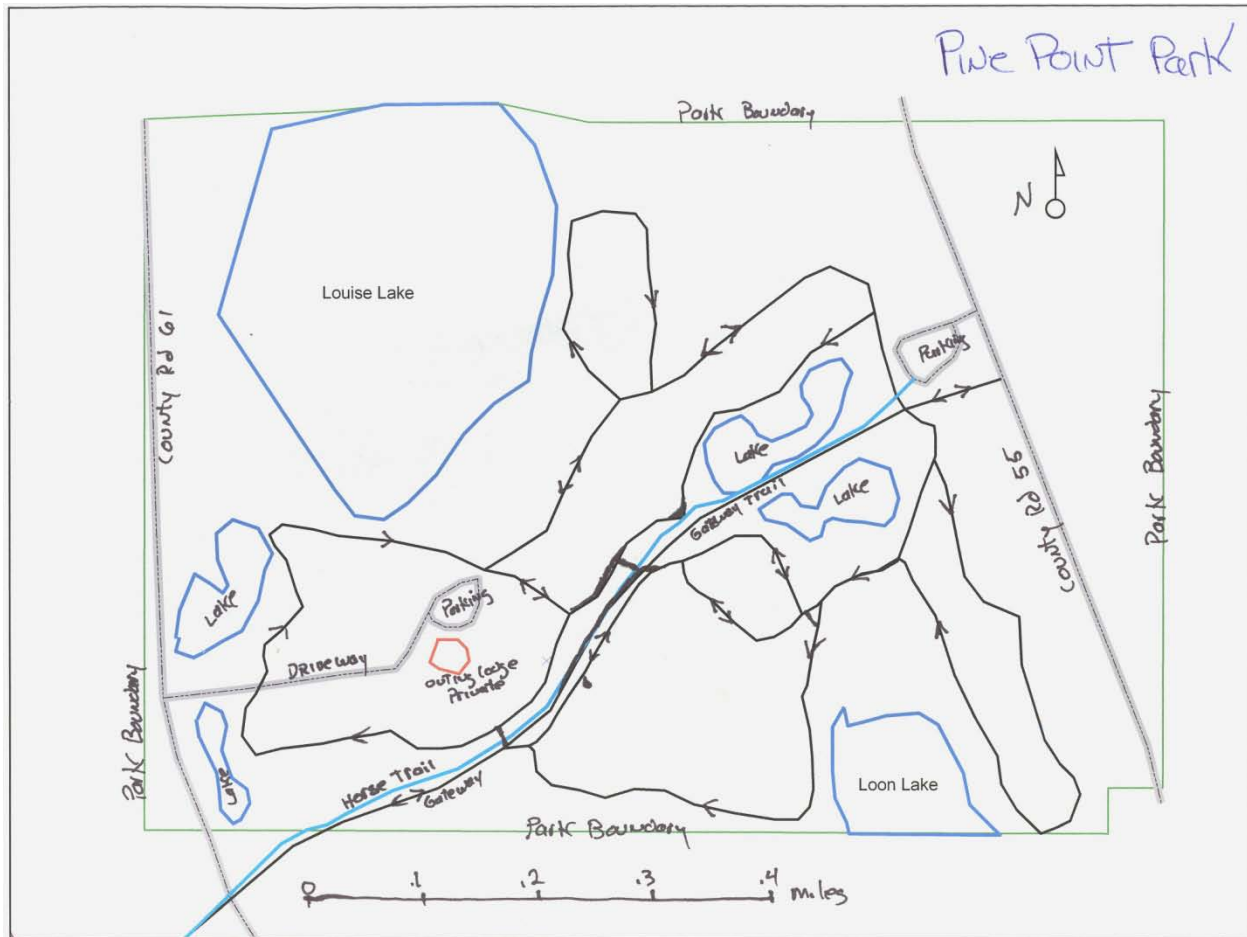 Pine Point Park
Park Boundary
N
Louise Lake
County Rd 61
Parking
Park Boundary
Lake
Gateway Trail
Lake
County Rd 55
Lake
Parking
Driveway
Outing Lodge
Private
Park Boundary
Lake
Horse Trail
Gateway
Loon Lake
Park Boundary
0 .1 .2 .3 .4 miles